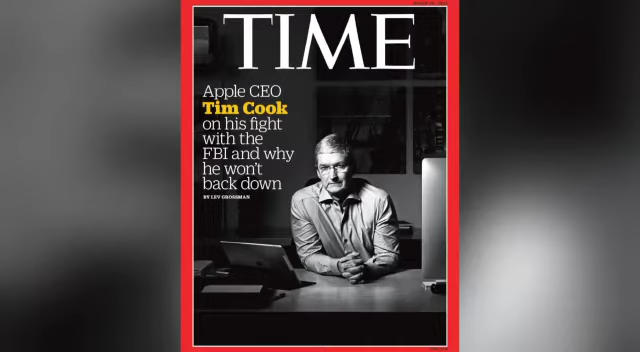 TIME
Apple CEO
Tim Cook
on his fight
with the
FBI and why
he won't
back down
BY LEV GROSSMAN